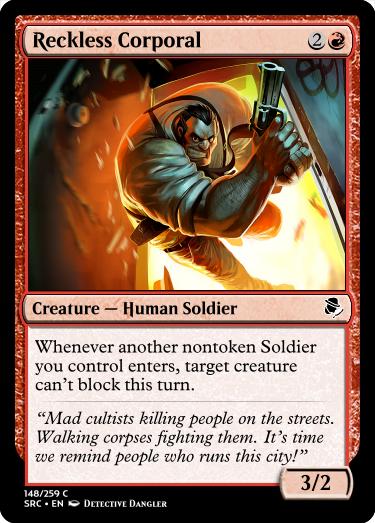 Reckless Corporal 2
Creature — Human Soldier
Whenever another nontoken Soldier
you control enters, target creature
can't block this turn.
“Mad cultists killing people on the streets.
Walking corpses fighting them. It's time
we remind people who runs this city!”
3/2
148/259 C
SRC • EN Detective Dangler